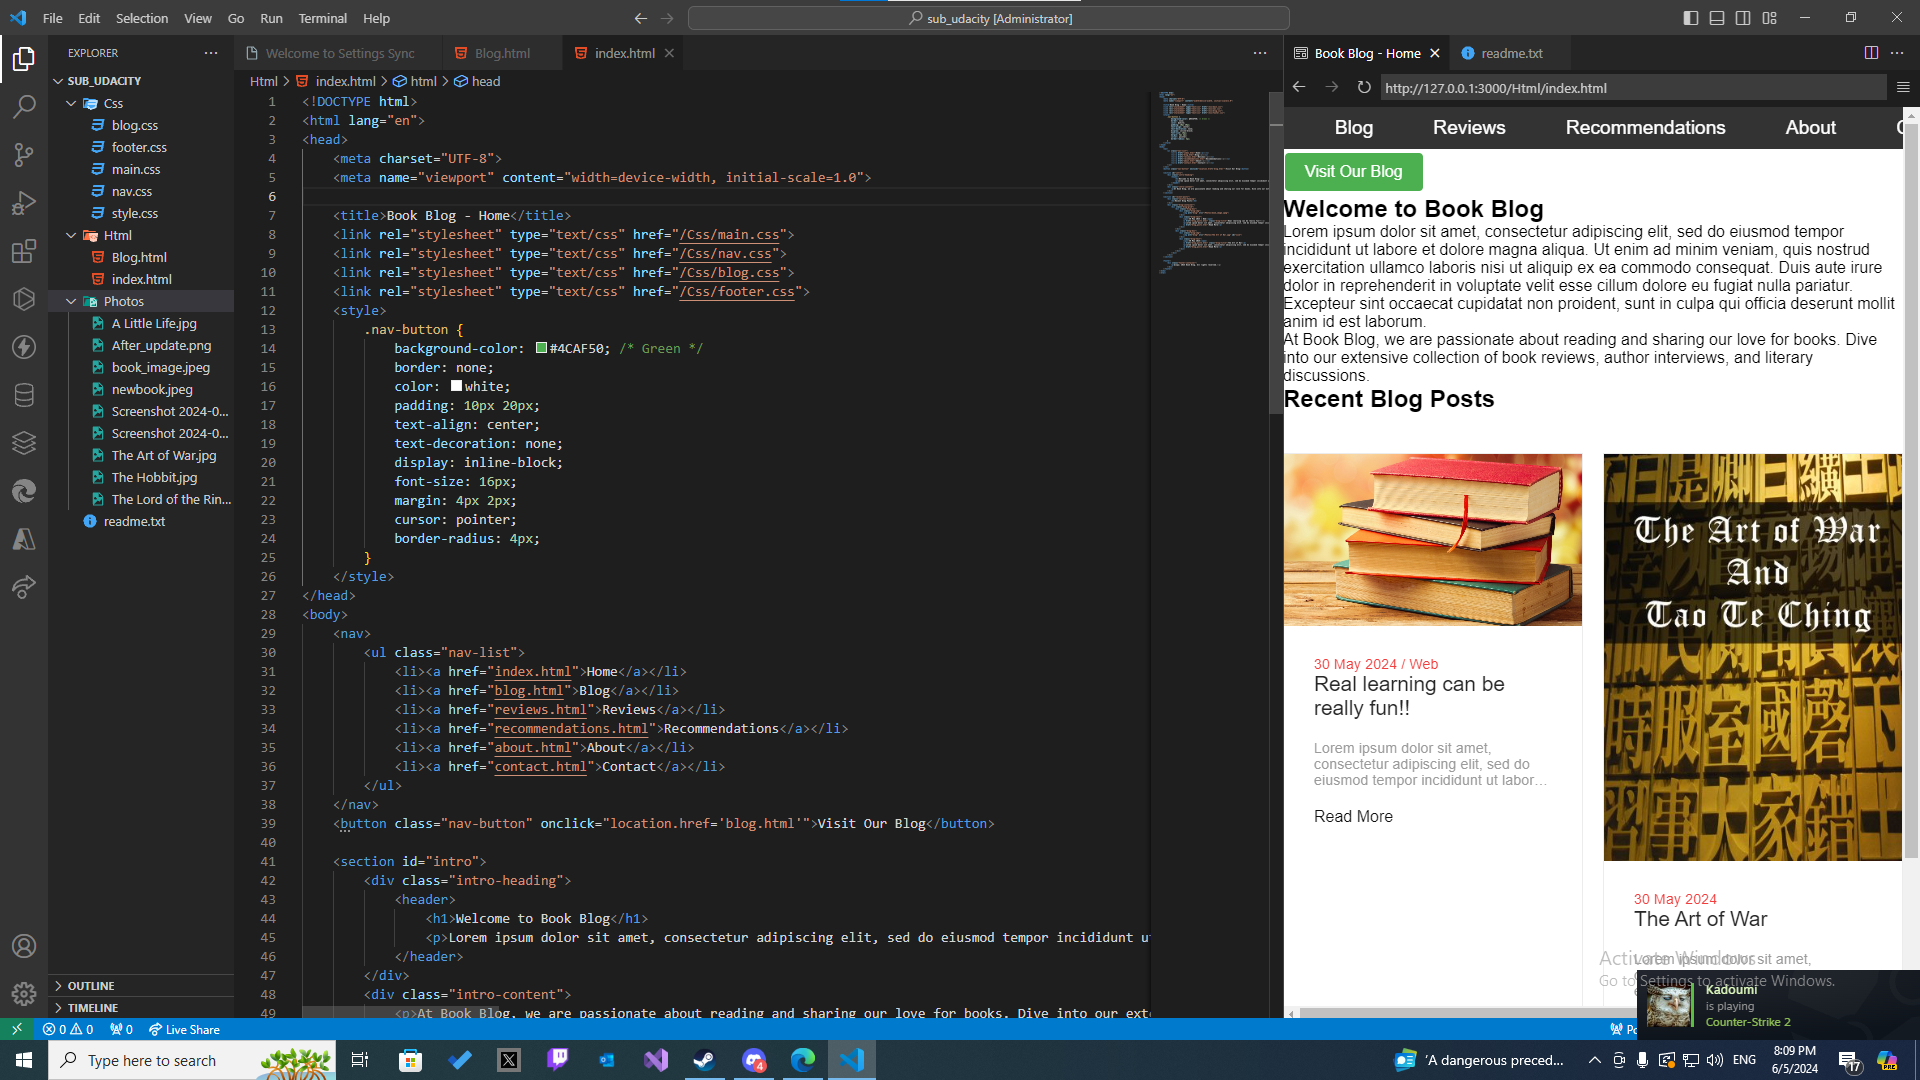 File Edit Selection View Go Run Terminal Help
sub_udacity [Administrator]
EXPLORER
SUB_UDACITY
Css
blog.css
footer.css
main.css
nav.css
style.css
Html
Blog.html
index.html
Photos
A Little Life.jpg
After_update.png
book_image.jpeg
newbook.jpeg
Screenshot 2024-0...
Screenshot 2024-0...
The Art of War.jpg
The Hobbit.jpg
The Lord of the Rin...
readme.txt
OUTLINE
TIMELINE
Welcome to Settings Sync Blog.html index.html
Html > index.html > html > head
1 <!DOCTYPE html>
2 <html lang="en">
3 <head>
4 <meta charset="UTF-8">
5 <meta name="viewport" content="width=device-width, initial-scale=1.0">
6
7 <title>Book Blog - Home</title>
8 <link rel="stylesheet" type="text/css" href="/Css/main.css">
9 <link rel="stylesheet" type="text/css" href="/Css/nav.css">
10 <link rel="stylesheet" type="text/css" href="/Css/blog.css">
11 <link rel="stylesheet" type="text/css" href="/Css/footer.css">
12 <style>
13 .nav-button {
14 background-color: #4CAF50; /* Green */
15 border: none;
16 color: white;
17 padding: 10px 20px;
18 text-align: center;
19 text-decoration: none;
20 display: inline-block;
21 font-size: 16px;
22 margin: 4px 2px;
23 cursor: pointer;
24 border-radius: 4px;
25 }
26 </style>
27 </head>
28 <body>
29 <nav>
30 <ul class="nav-list">
31 <li><a href="index.html">Home</a></li>
32 <li><a href="blog.html">Blog</a></li>
33 <li><a href="reviews.html">Reviews</a></li>
34 <li><a href="recommendations.html">Recommendations</a></li>
35 <li><a href="about.html">About</a></li>
36 <li><a href="contact.html">Contact</a></li>
37 </ul>
38 </nav>
39 <button class="nav-button" onclick="location.href='blog.html'">Visit Our Blog</button>
40
41 <section id="intro">
42 <div class="intro-heading">
43 <header>
44 <h1>Welcome to Book Blog</h1>
45 <p>Lorem ipsum dolor sit amet, consectetur adipiscing elit, sed do eiusmod tempor incididunt u
46 </header>
47 </div>
48 <div class="intro-content">
49 <p>At Book Blog, we are passionate about reading and sharing our love for books. Dive into our ext
Book Blog - Home readme.txt
http://127.0.0.1:3000/Html/index.html
Blog Reviews Recommendations About
Visit Our Blog
Welcome to Book Blog
Lorem ipsum dolor sit amet, consectetur adipiscing elit, sed do eiusmod tempor
incididunt ut labore et dolore magna aliqua. Ut enim ad minim veniam, quis nostrud
exercitation ullamco laboris nisi ut aliquip ex ea commodo consequat. Duis aute irure
dolor in reprehenderit in voluptate velit esse cillum dolore eu fugiat nulla pariatur.
Excepteur sint occaecat cupidatat non proident, sunt in culpa qui officia deserunt mollit
anim id est laborum.
At Book Blog, we are passionate about reading and sharing our love for books. Dive
into our extensive collection of book reviews, author interviews, and literary
discussions.
Recent Blog Posts
30 May 2024 / Web
Real learning can be
really fun!!
Lorem ipsum dolor sit amet,
consectetur adipiscing elit, sed do
eiusmod tempor incididunt ut labor...
Read More
The Art of War
And
Tao Te Ching
30 May 2024
The Art of War
Lorem ipsum dolor sit amet,
Activate Windows
Go to Settings to activate Windows.
Kadoumi
is playing
Counter-Strike 2
0 0 0 Live Share
Type here to search
4
'A dangerous preced...
ENG
8:09 PM
6/5/2024
17
PRE